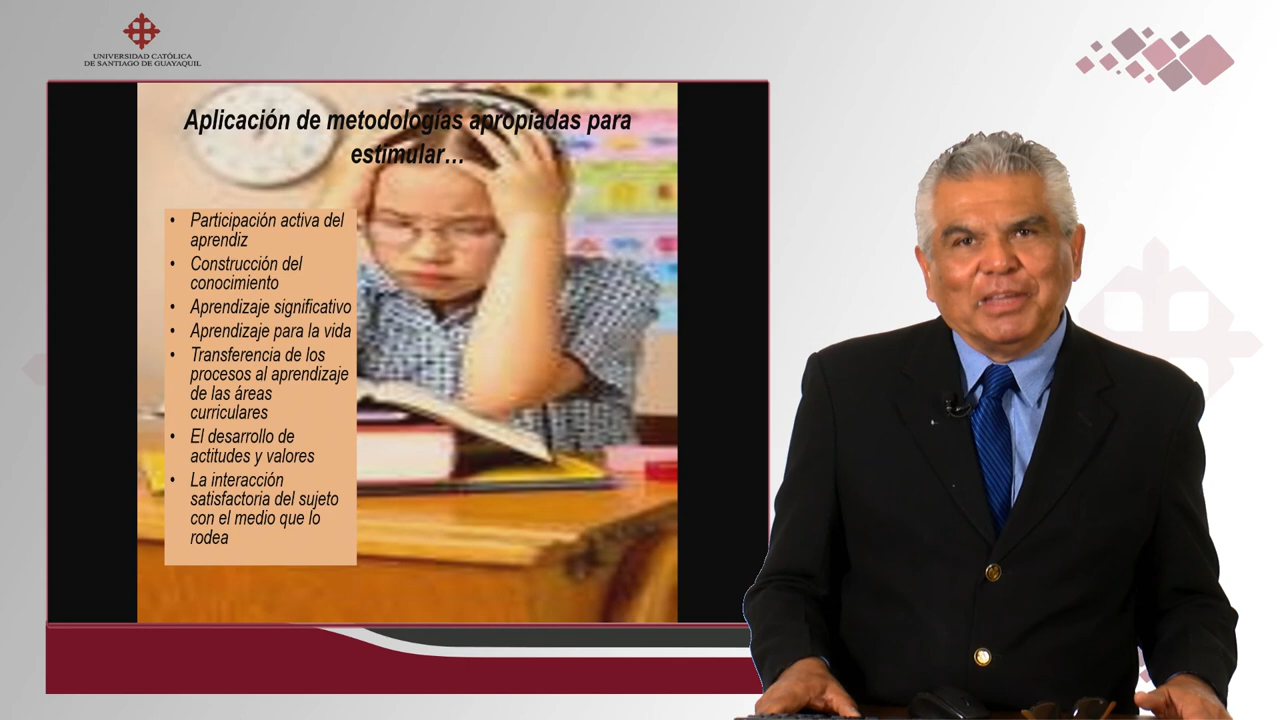 UNIVERSIDAD CATÓLICA
DE SANTIAGO DE GUAYAQUIL
Aplicación de metodologías apropiadas para
estimular…
• Participación activa del
aprendiz
• Construcción del
conocimiento
• Aprendizaje significativo
• Aprendizaje para la vida
• Transferencia de los
procesos al aprendizaje
de las áreas
curriculares
• El desarrollo de
actitudes y valores
• La interacción
satisfactoria del sujeto
con el medio que lo
rodea